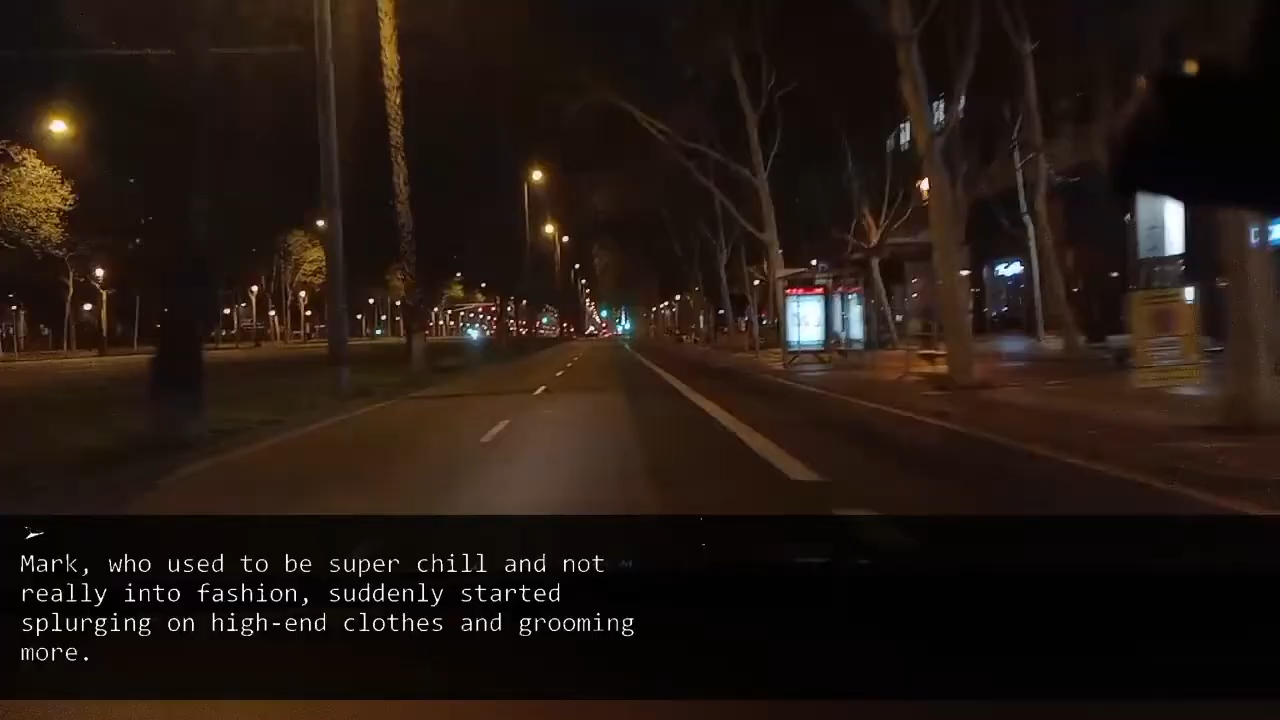 Mark, who used to be super chill and not
really into fashion, suddenly started
splurging on high-end clothes and grooming
more.